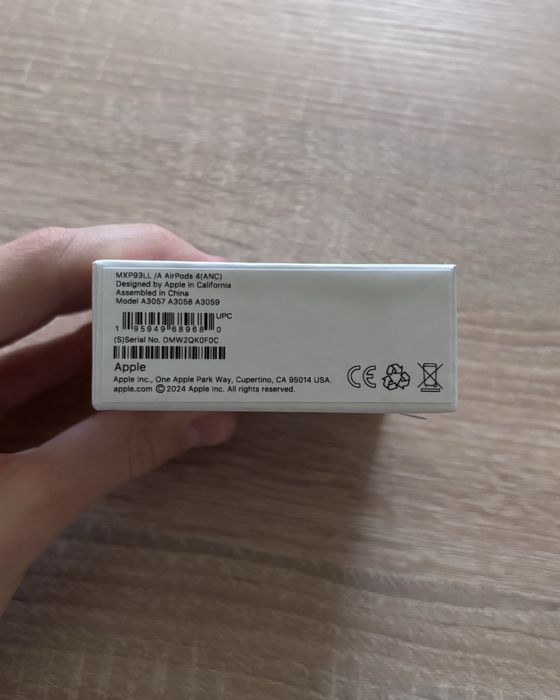 MXP93LL /A AirPods 4(ANC)
Designed by Apple in California
Assembled in China
Model A3057 A3058 A3059
UPC
1 95949 68968 0
(S)Serial No. DMW2QK0F0C
Apple
Apple Inc., One Apple Park Way, Cupertino, CA 95014 USA.
apple.com ©2024 Apple Inc. All rights reserved.
CE